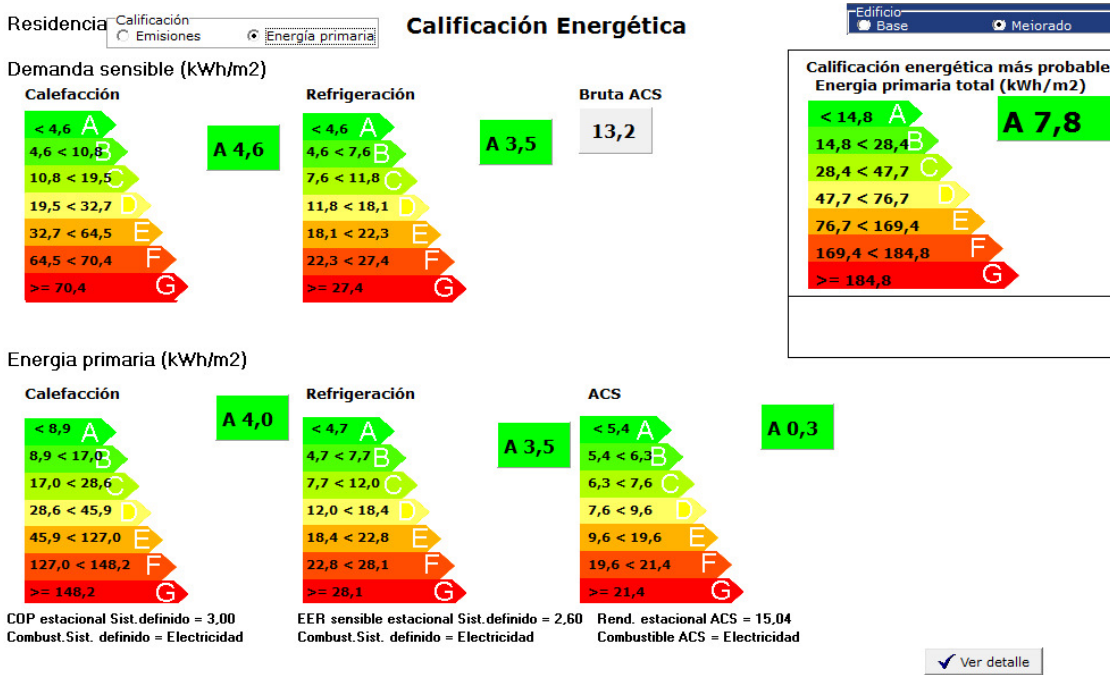 Residencia
Calificación
Emisiones
Energía primaria
Calificación Energética
Edificio
Base
Mejorado
Demanda sensible (kWh/m2)
Calefacción
< 4,6 A
4,6 < 10,8 B
10,8 < 19,5 C
19,5 < 32,7 D
32,7 < 64,5 E
64,5 < 70,4 F
>= 70,4 G
A 4,6
Refrigeración
< 4,6 A
4,6 < 7,6 B
7,6 < 11,8 C
11,8 < 18,1 D
18,1 < 22,3 E
22,3 < 27,4 F
>= 27,4 G
A 3,5
Bruta ACS
13,2
Calificación energética más probable
Energia primaria total (kWh/m2)
< 14,8 A
14,8 < 28,4 B
28,4 < 47,7 C
47,7 < 76,7 D
76,7 < 169,4 E
169,4 < 184,8 F
>= 184,8 G
A 7,8
Energia primaria (kWh/m2)
Calefacción
< 8,9 A
8,9 < 17,0 B
17,0 < 28,6 C
28,6 < 45,9 D
45,9 < 127,0 E
127,0 < 148,2 F
>= 148,2 G
A 4,0
COP estacional Sist.definido = 3,00
Combust.Sist. definido = Electricidad
Refrigeración
< 4,7 A
4,7 < 7,7 B
7,7 < 12,0 C
12,0 < 18,4 D
18,4 < 22,8 E
22,8 < 28,1 F
>= 28,1 G
A 3,5
EER sensible estacional Sist.definido = 2,60
Combust.Sist. definido = Electricidad
ACS
< 5,4 A
5,4 < 6,3 B
6,3 < 7,6 C
7,6 < 9,6 D
9,6 < 19,6 E
19,6 < 21,4 F
>= 21,4 G
A 0,3
Rend. estacional ACS = 15,04
Combustible ACS = Electricidad
Ver detalle